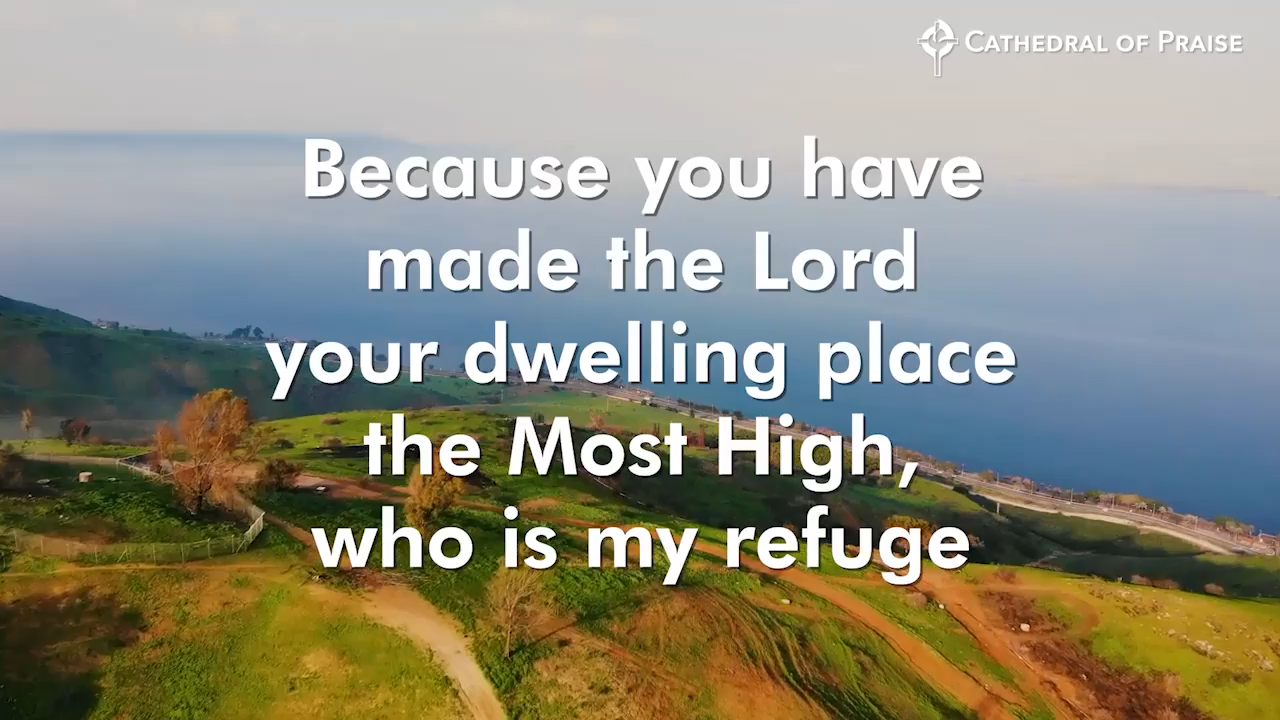 CATHEDRAL OF PRAISE
Because you have
made the Lord
your dwelling place
the Most High,
who is my refuge